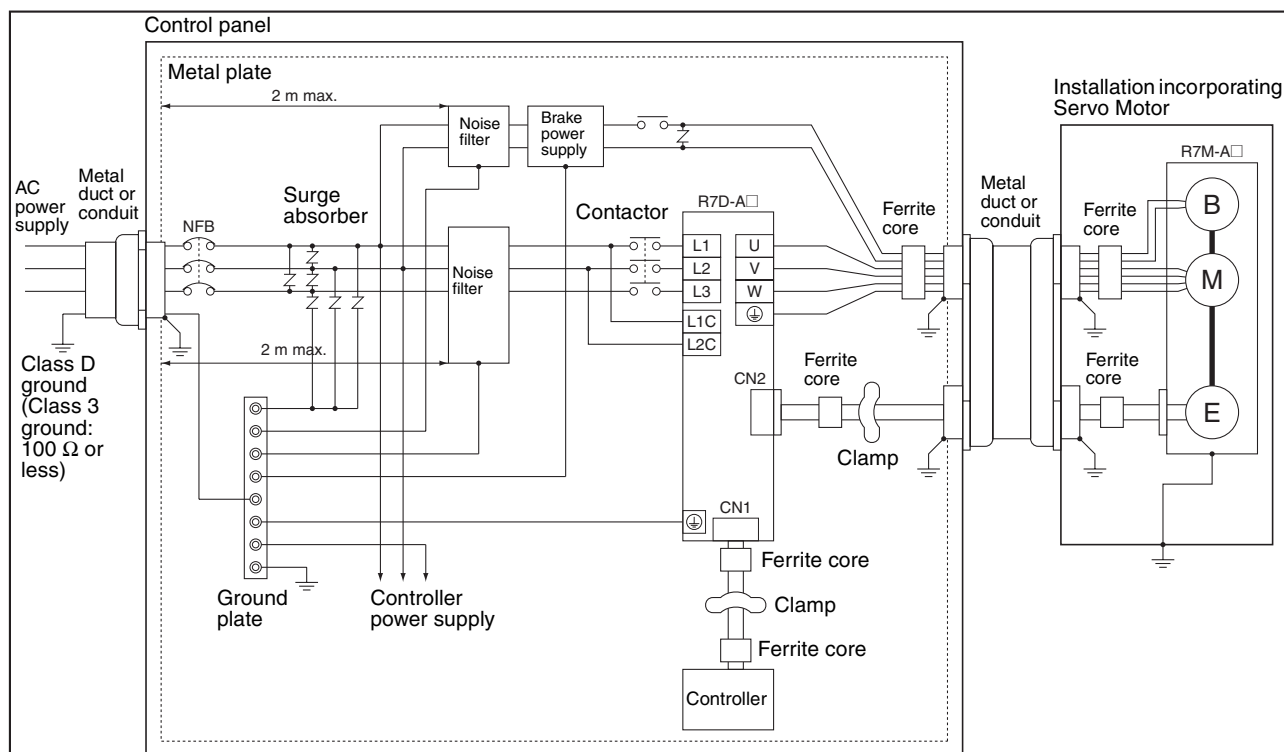 Control panel
Metal plate
2 m max.
Noise
filter
Brake
power
supply
Installation incorporating
Servo Motor
R7M-A□
AC
power
supply
Metal
duct or
conduit
NFB
Surge
absorber
Contactor
R7D-A□
Ferrite
core
Metal
duct or
conduit
Ferrite
core
B
M
E
Noise
filter
L1
L2
L3
L1C
L2C
U
V
W
2 m max.
Class D
ground
(Class 3
ground:
100 Ω or
less)
CN2
Ferrite
core
Clamp
Ferrite
core
CN1
Ferrite core
Clamp
Ferrite core
Controller
Ground
plate
Controller
power supply